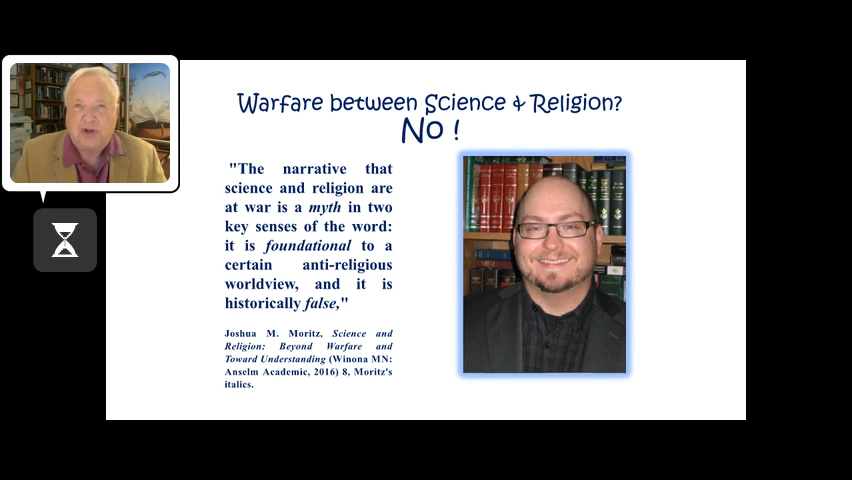 Warfare between Science & Religion?
No !
"The narrative that
science and religion are
at war is a myth in two
key senses of the word:
it is foundational to a
certain anti-religious
worldview, and it is
historically false,"
Joshua M. Moritz, Science and
Religion: Beyond Warfare and
Toward Understanding (Winona MN:
Anselm Academic, 2016) 8, Moritz's
italics.